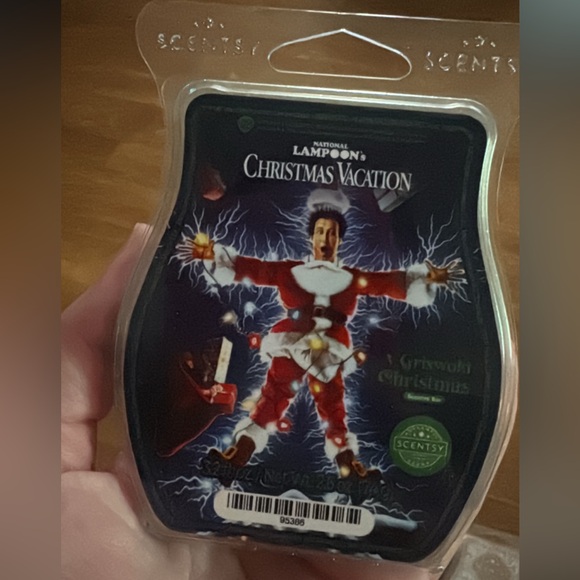 SCENTSY SCENTSY
NATIONAL
LAMPOON's
CHRISTMAS VACATION
A Griswold
Christmas
SCENTSY
95386